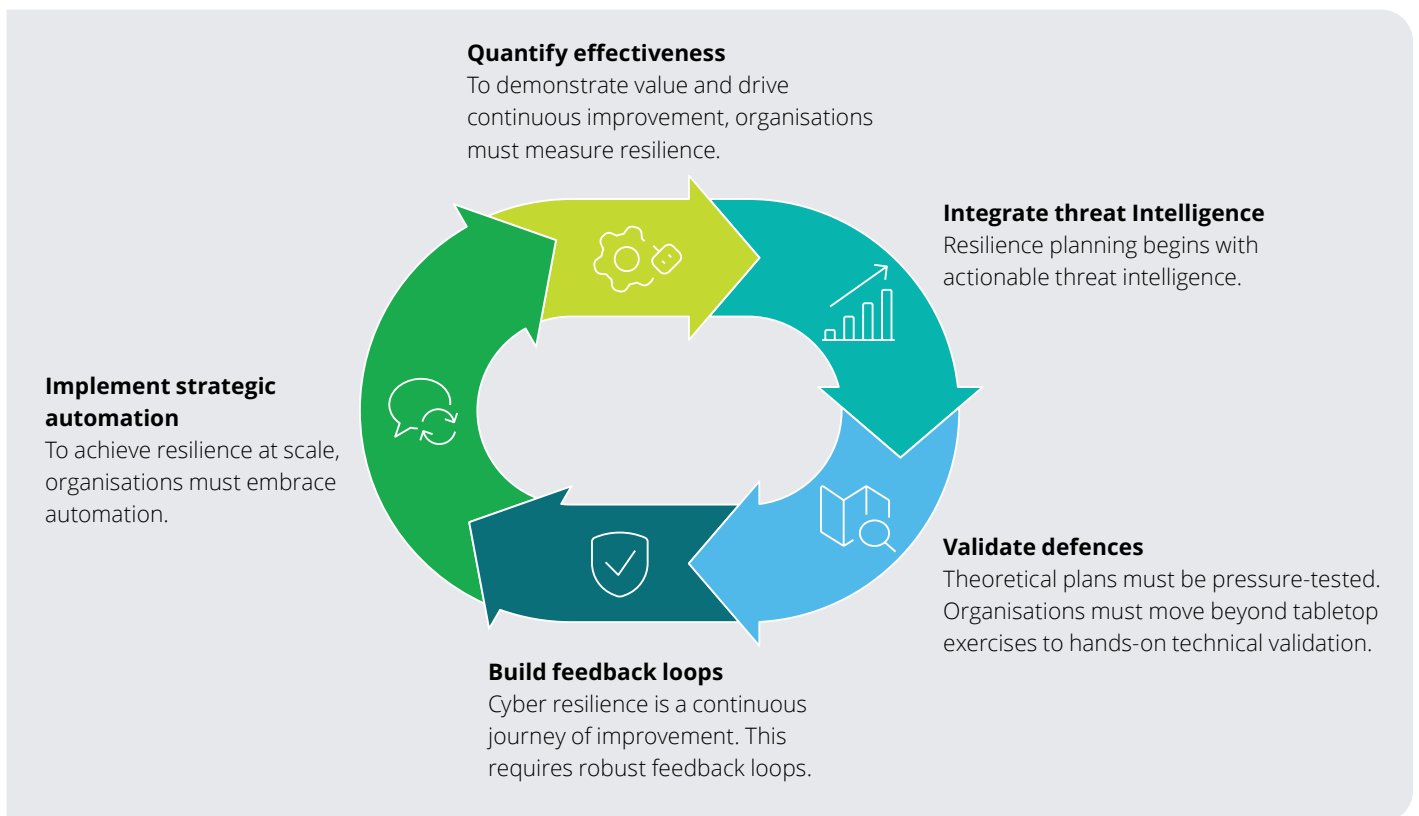 Quantify effectiveness
To demonstrate value and drive
continuous improvement, organisations
must measure resilience.
Integrate threat Intelligence
Resilience planning begins with
actionable threat intelligence.
Implement strategic
automation
To achieve resilience at scale,
organisations must embrace
automation.
Validate defences
Theoretical plans must be pressure-tested.
Organisations must move beyond tabletop
exercises to hands-on technical validation.
Build feedback loops
Cyber resilience is a continuous
journey of improvement. This
requires robust feedback loops.